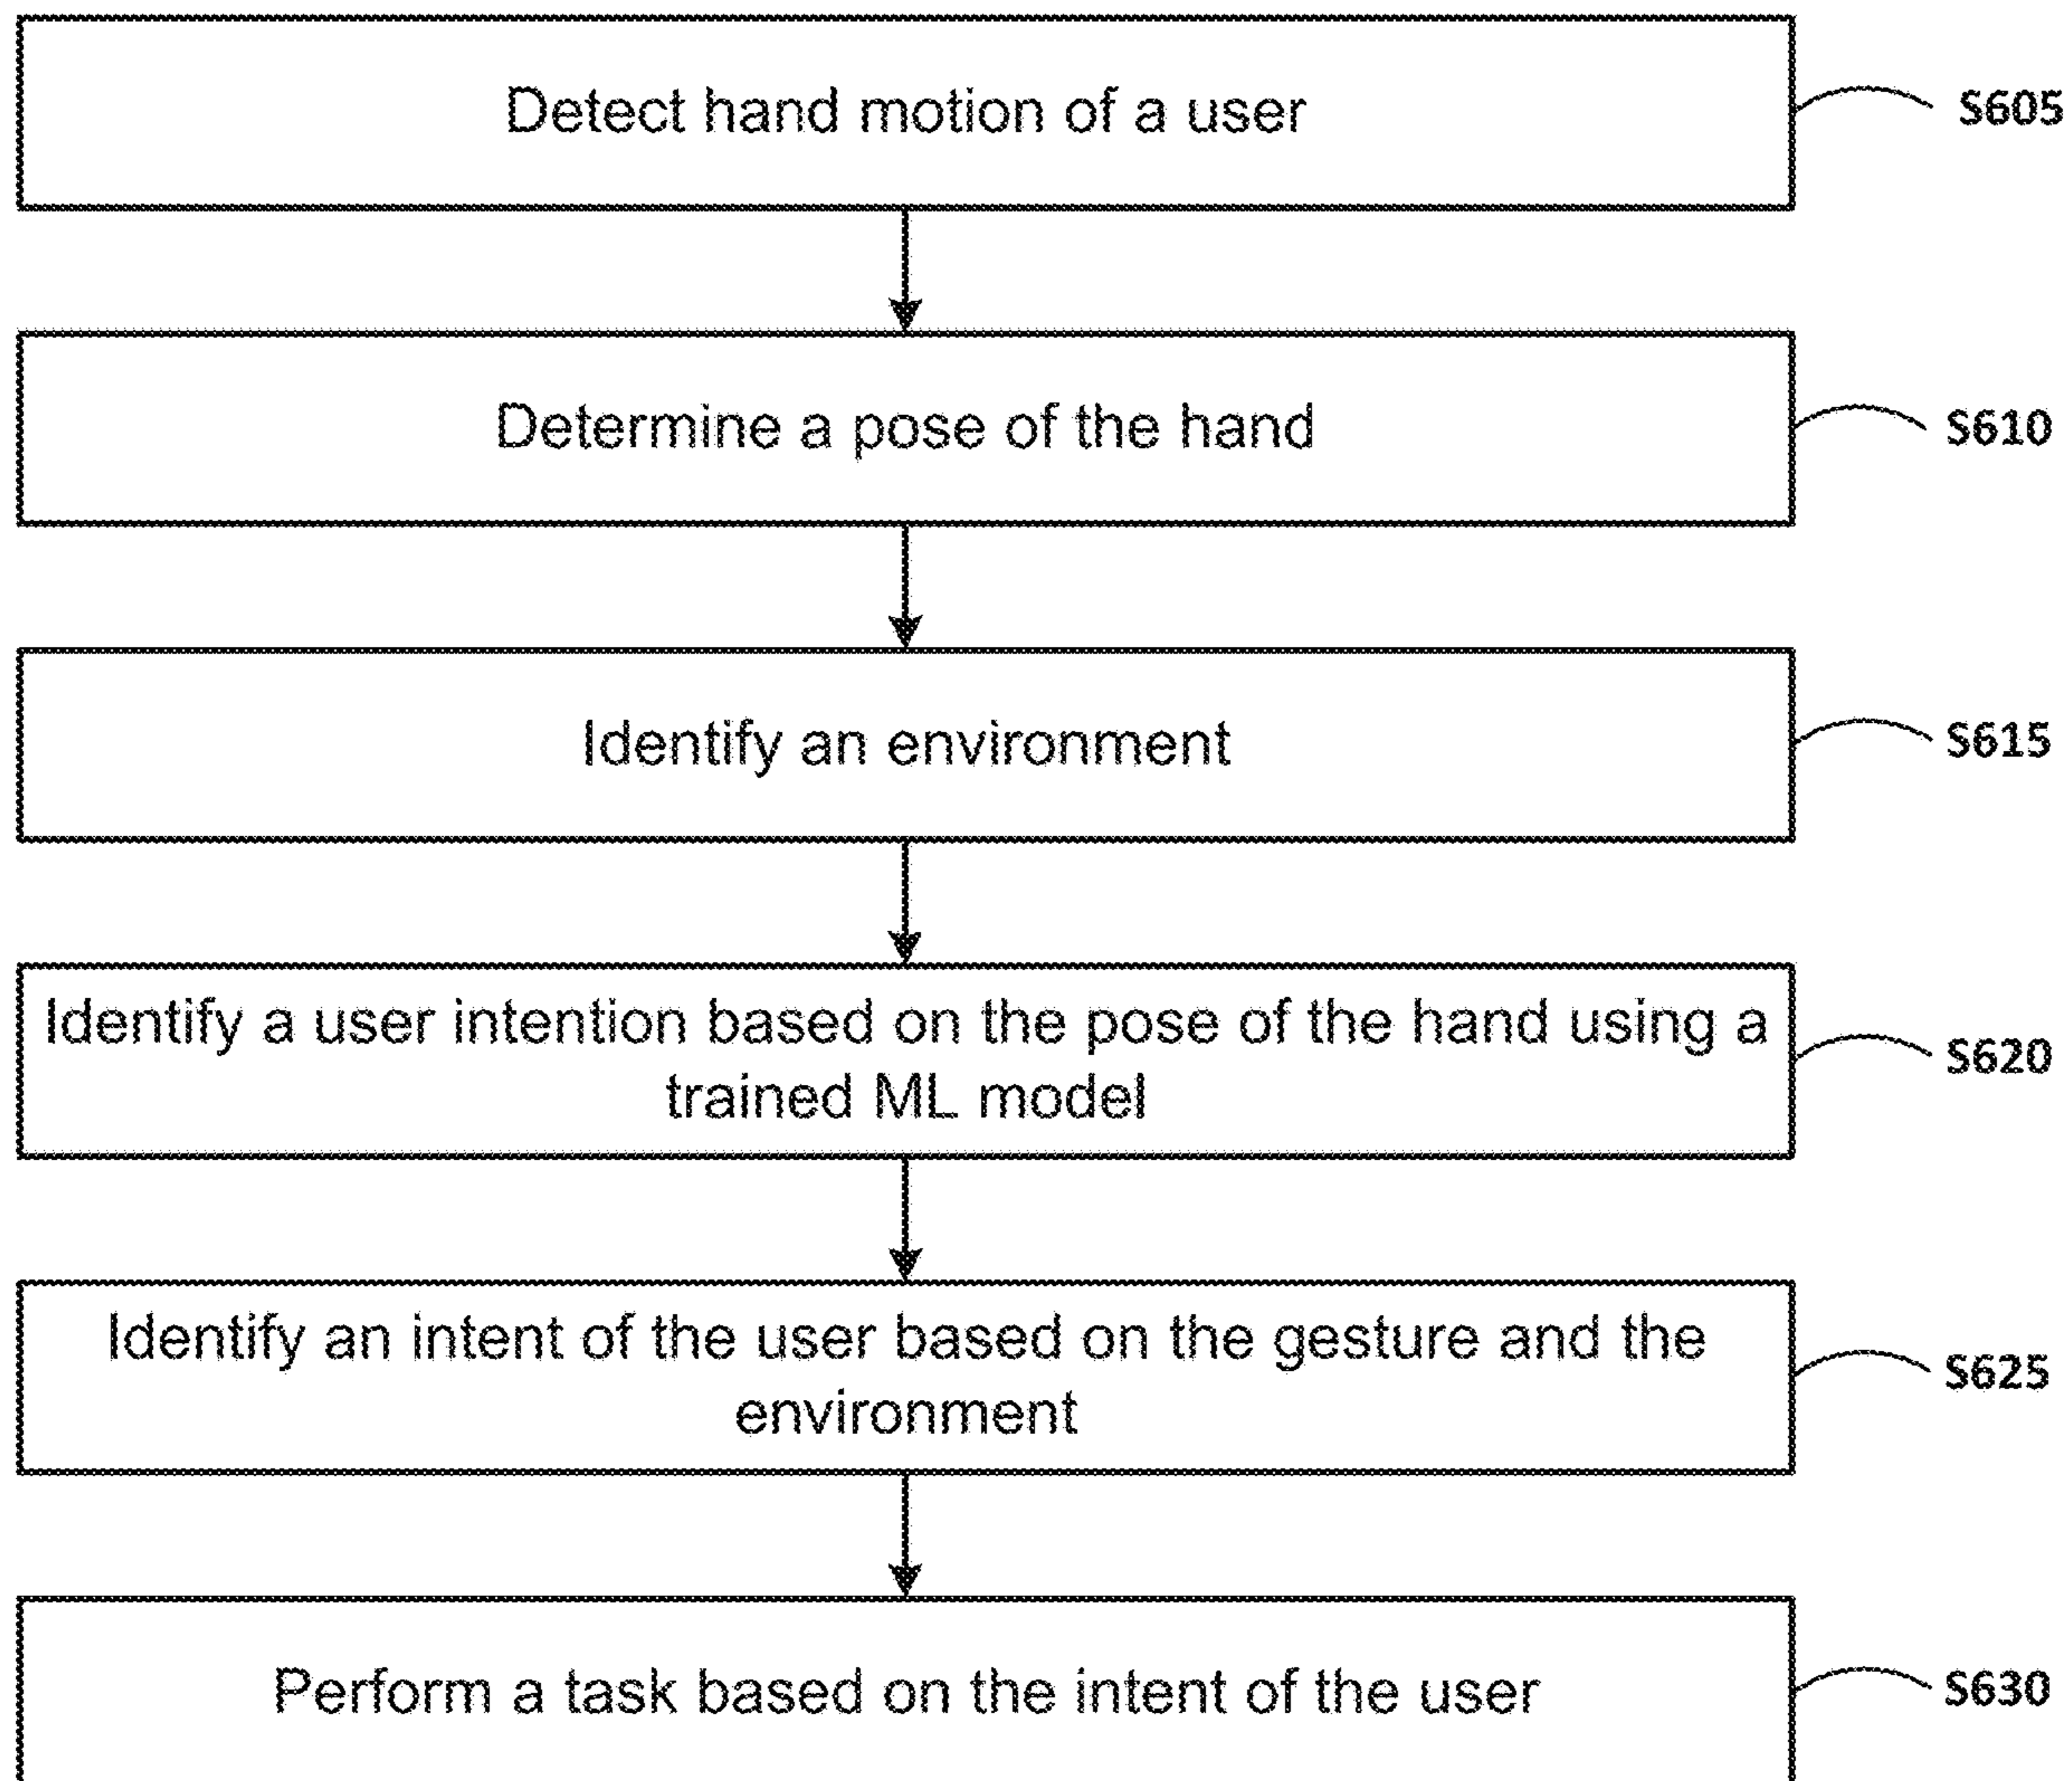 Detect hand motion of a user
S605
Determine a pose of the hand
S610
Identify an environment
S615
Identify a user intention based on the pose of the hand using a
trained ML model
S620
Identify an intent of the user based on the gesture and the
environment
S625
Perform a task based on the intent of the user
S630